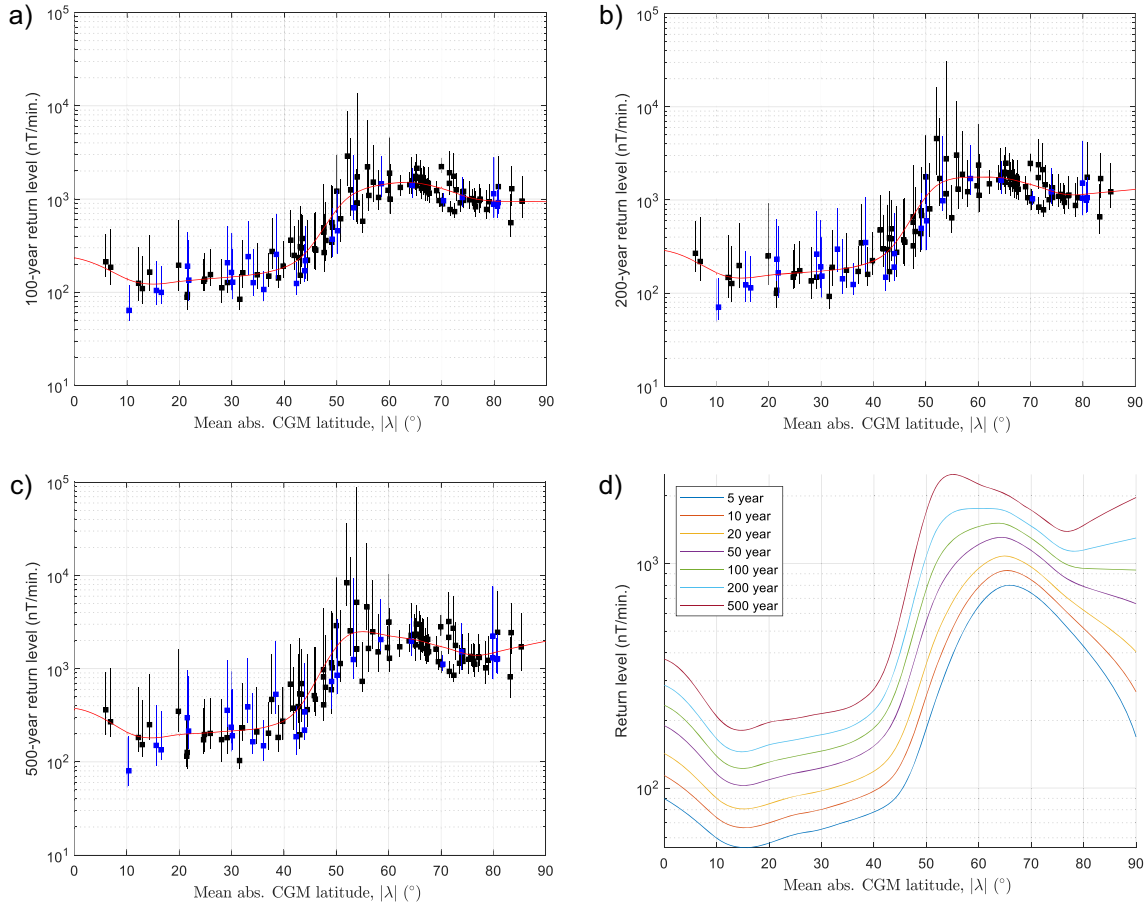 a)
10^5
10^4
10^3
10^2
10^1
100-year return level (nT/min.)
0 10 20 30 40 50 60 70 80 90
Mean abs. CGM latitude, |λ| (°)
b)
10^5
10^4
10^3
10^2
10^1
200-year return level (nT/min.)
0 10 20 30 40 50 60 70 80 90
Mean abs. CGM latitude, |λ| (°)
c)
10^5
10^4
10^3
10^2
10^1
500-year return level (nT/min.)
0 10 20 30 40 50 60 70 80 90
Mean abs. CGM latitude, |λ| (°)
d)
5 year
10 year
20 year
50 year
100 year
200 year
500 year
10^3
10^2
Return level (nT/min.)
0 10 20 30 40 50 60 70 80 90
Mean abs. CGM latitude, |λ| (°)